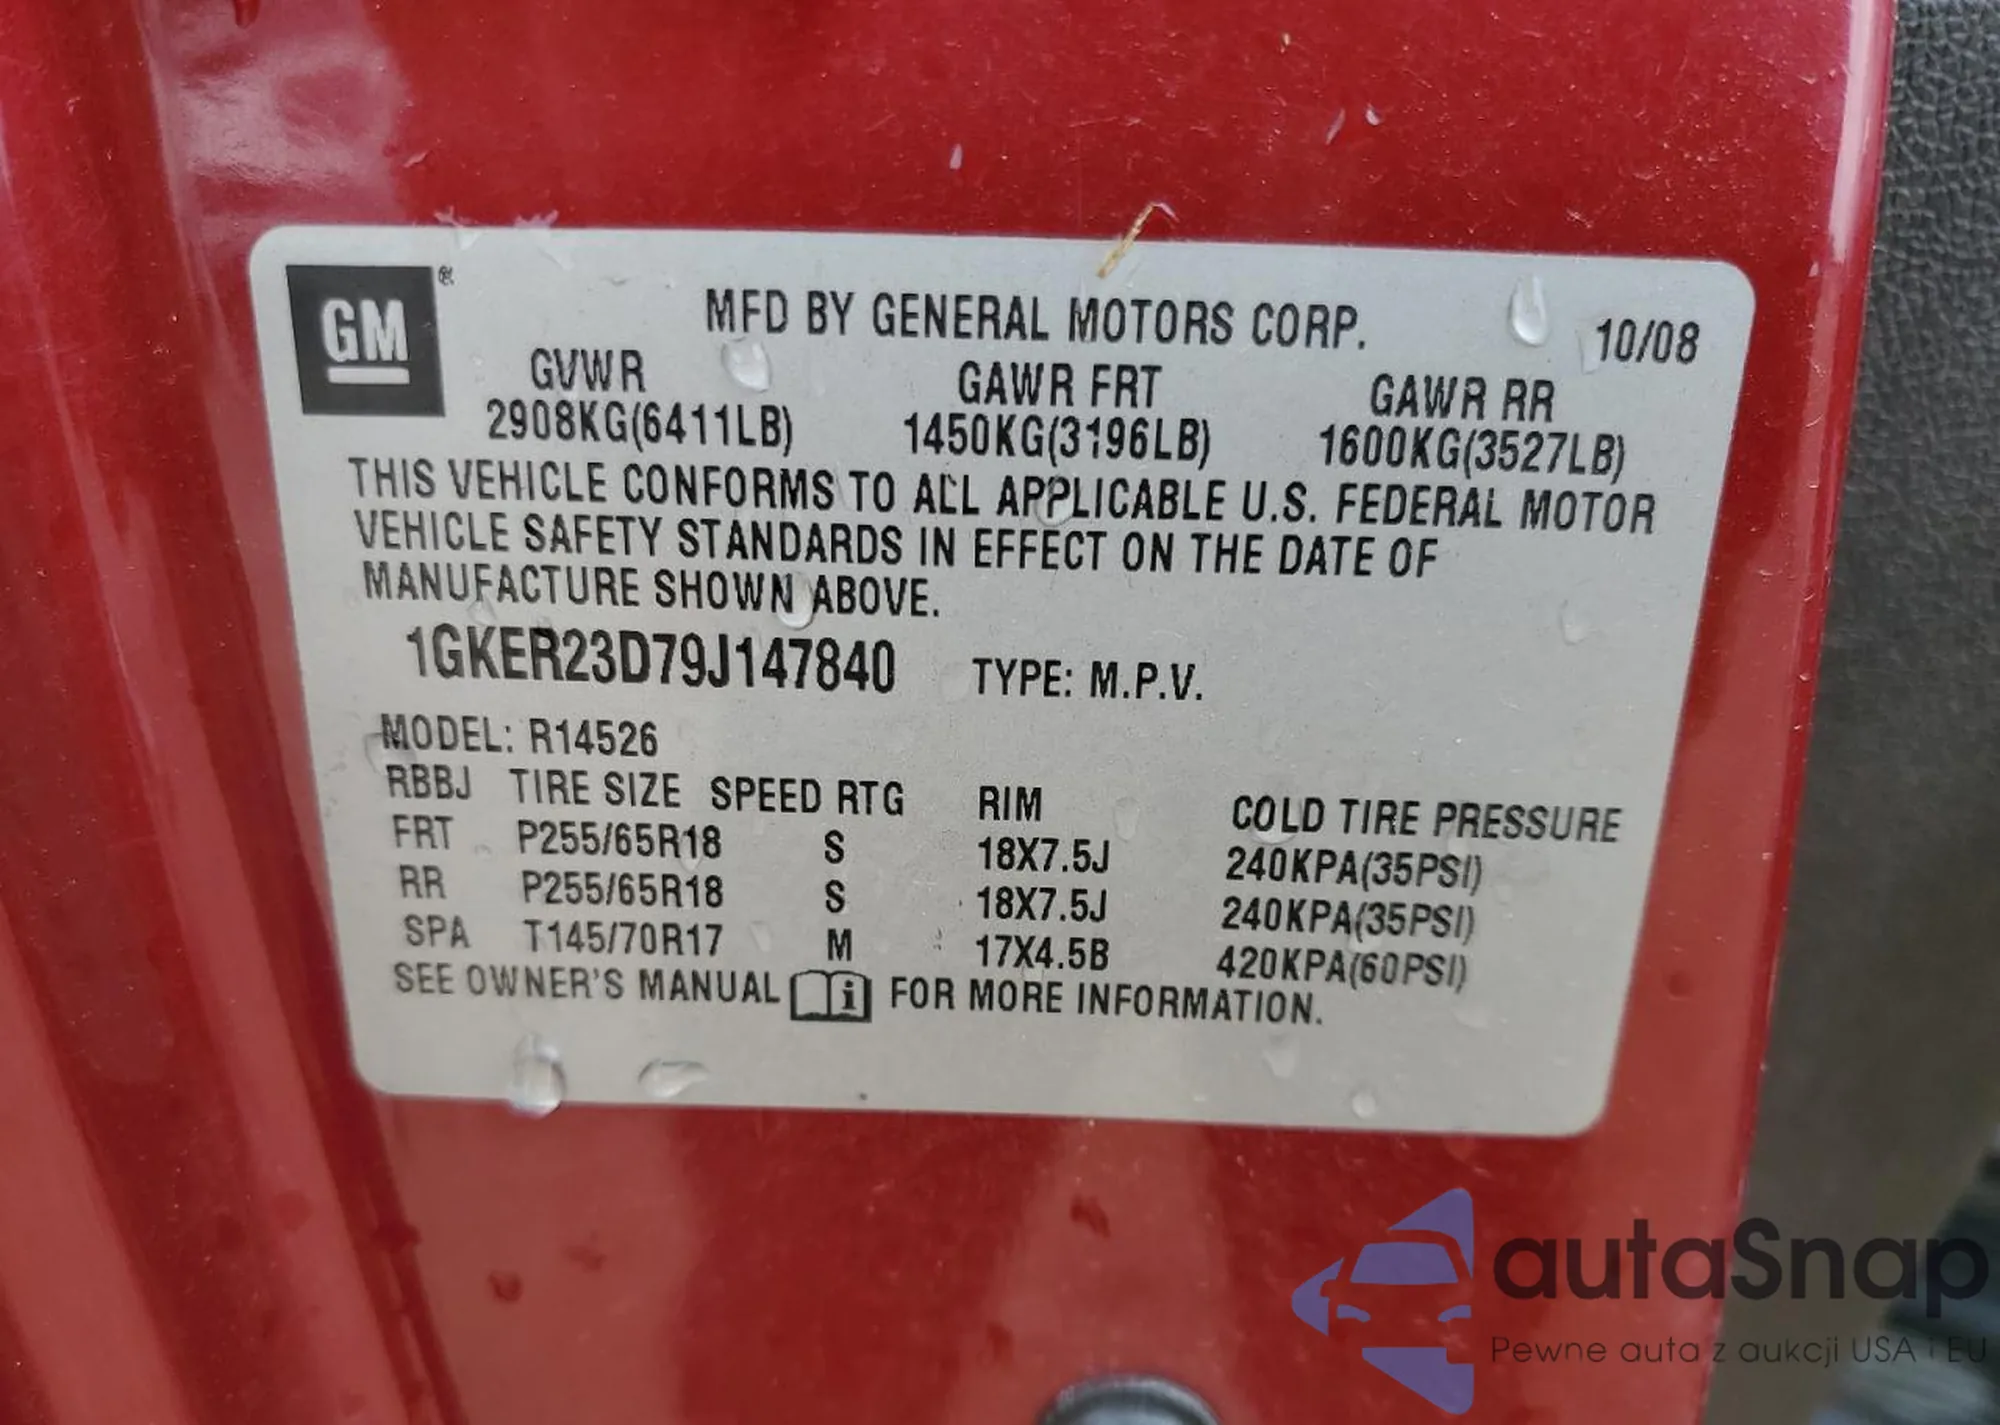 GM ®
MFD BY GENERAL MOTORS CORP. 10/08
GVWR GAWR FRT GAWR RR
2908KG(6411LB) 1450KG(3196LB) 1600KG(3527LB)
THIS VEHICLE CONFORMS TO ALL APPLICABLE U.S. FEDERAL MOTOR
VEHICLE SAFETY STANDARDS IN EFFECT ON THE DATE OF
MANUFACTURE SHOWN ABOVE.
1GKER23D79J147840 TYPE: M.P.V.
MODEL: R14526
RBBJ TIRE SIZE SPEED RTG RIM COLD TIRE PRESSURE
FRT P255/65R18 S 18X7.5J 240KPA(35PSI)
RR P255/65R18 S 18X7.5J 240KPA(35PSI)
SPA T145/70R17 M 17X4.5B 420KPA(60PSI)
SEE OWNER'S MANUAL i FOR MORE INFORMATION.
autaSnap
Pewne auta z aukcji USA i EU